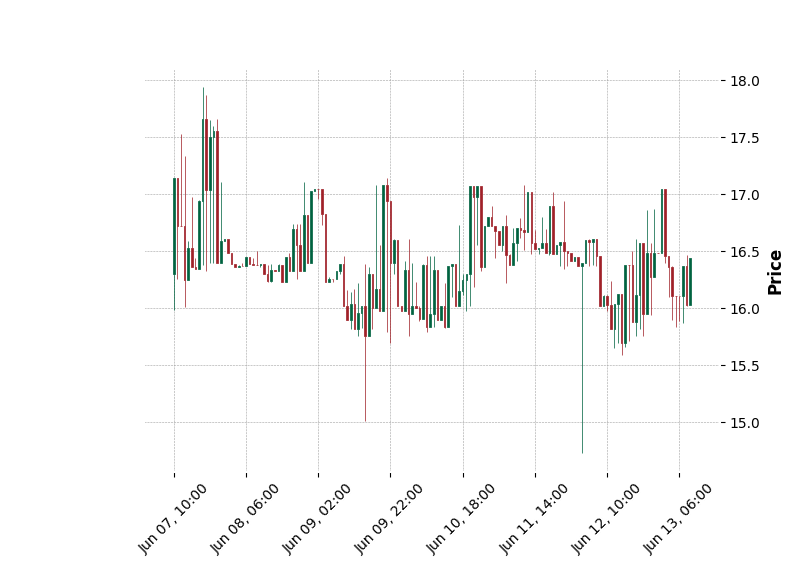 18.0
17.5
17.0
16.5
16.0
15.5
15.0
Price
Jun 07, 10:00
Jun 08, 06:00
Jun 09, 02:00
Jun 09, 22:00
Jun 10, 18:00
Jun 11, 14:00
Jun 12, 10:00
Jun 13, 06:00